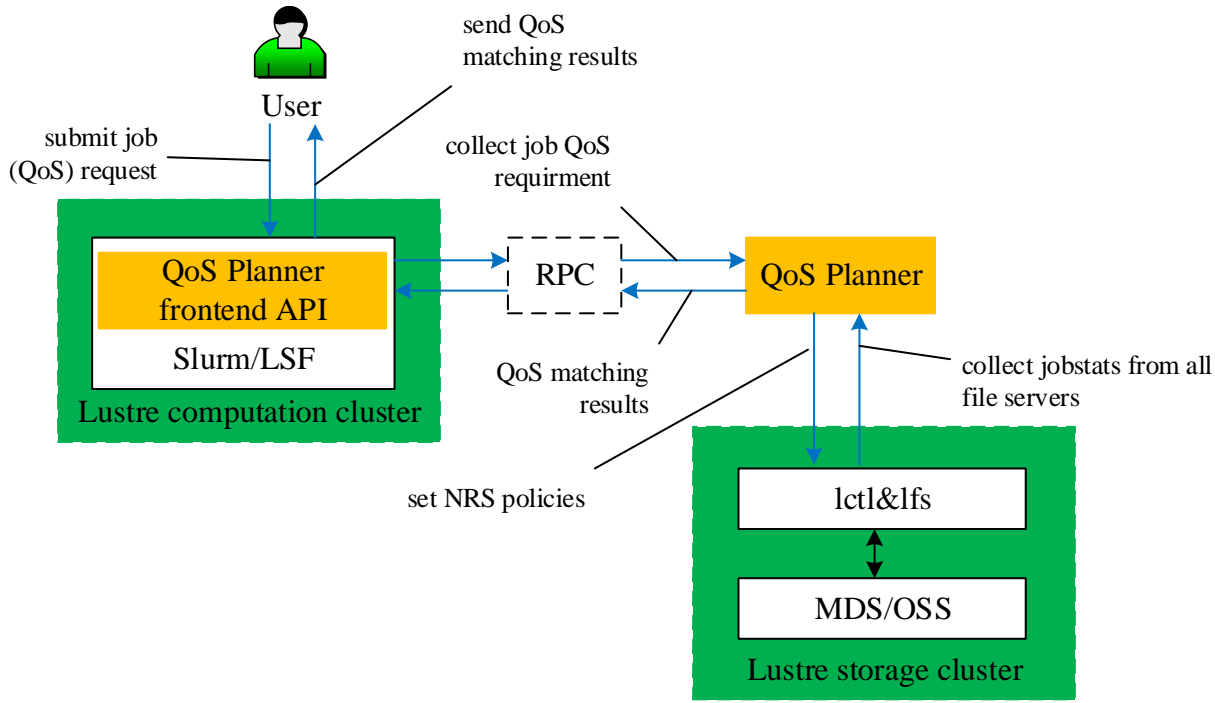 send QoS
matching results
User
submit job
(QoS) request
collect job QoS
requirment
QoS Planner
frontend API
Slurm/LSF
Lustre computation cluster
RPC
QoS Planner
QoS matching
results
collect jobstats from all
file servers
set NRS policies
lctl&lfs
MDS/OSS
Lustre storage cluster